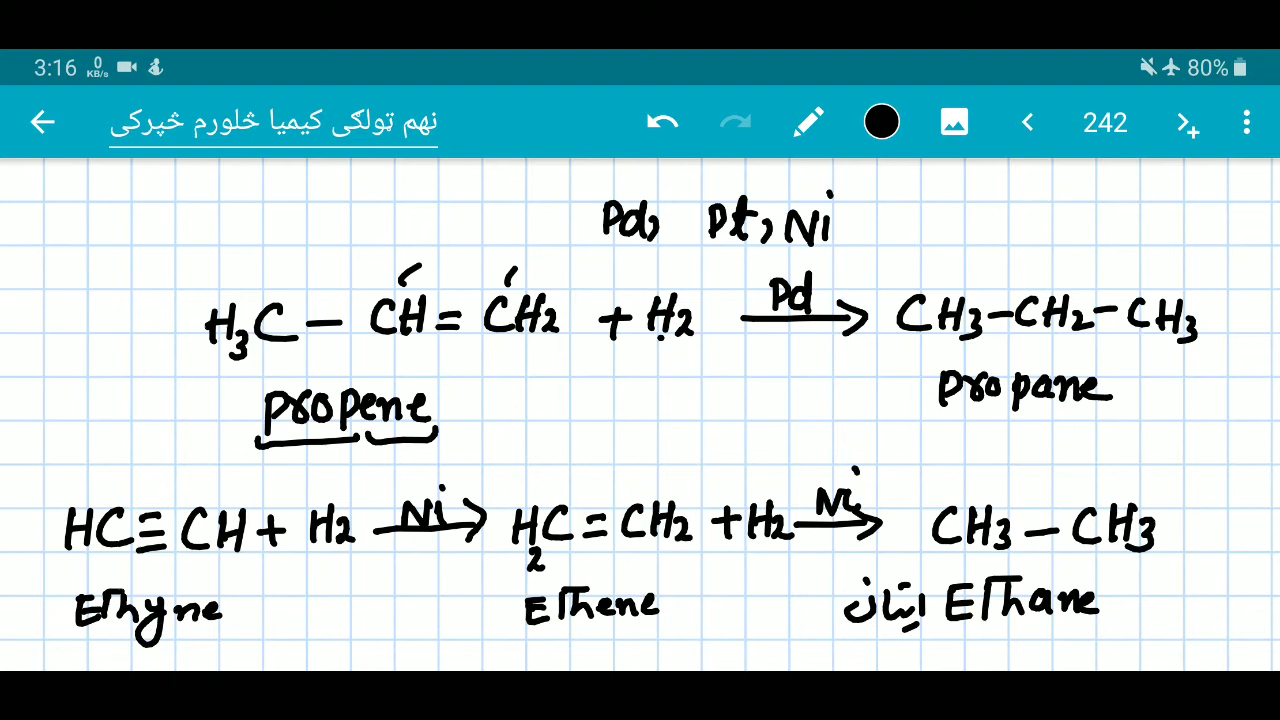 3:16 0 KB/s 80%
نهم ټولګی کیمیا څلورم څپرکی 242
Pd, Pt, Ni
H3C - CH = CH2 + H2 Pd → CH3 - CH2 - CH3
propene propane
HC ≡ CH + H2 Ni → H2C = CH2 + H2 Ni → CH3 - CH3
Ethyne Ethene ایتان Ethane